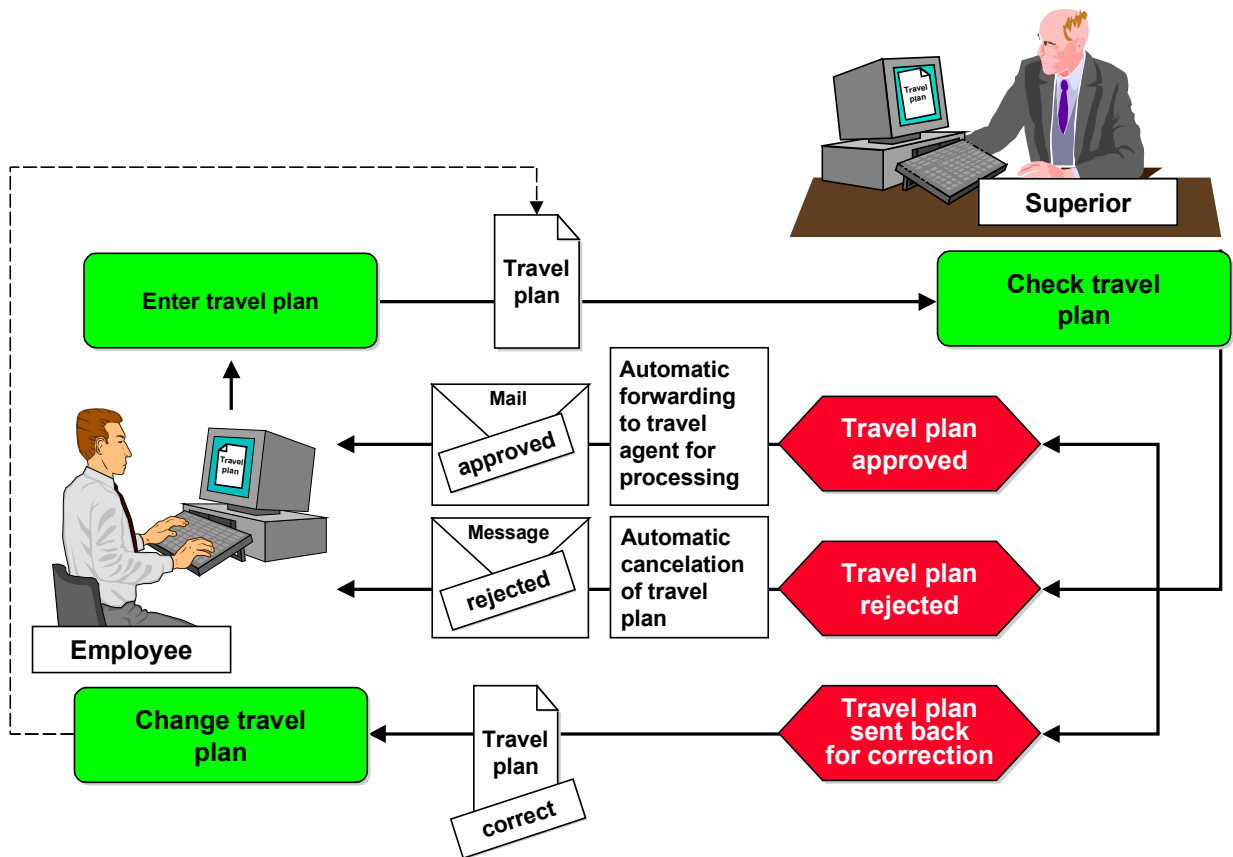 Travel
plan
Superior
Enter travel plan
Travel
plan
Check travel
plan
Mail
approved
Automatic
forwarding
to travel
agent for
processing
Travel plan
approved
Travel
plan
Message
rejected
Automatic
cancelation
of travel
plan
Travel plan
rejected
Employee
Change travel
plan
Travel
plan
correct
Travel plan
sent back
for correction